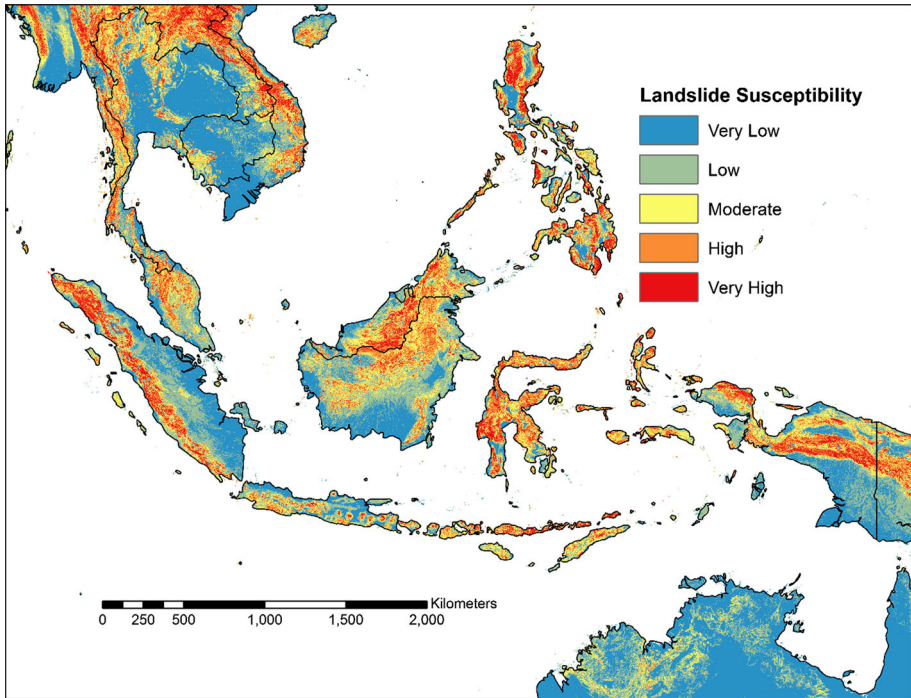 Landslide Susceptibility
Very Low
Low
Moderate
High
Very High
Kilometers
0 250 500 1,000 1,500 2,000